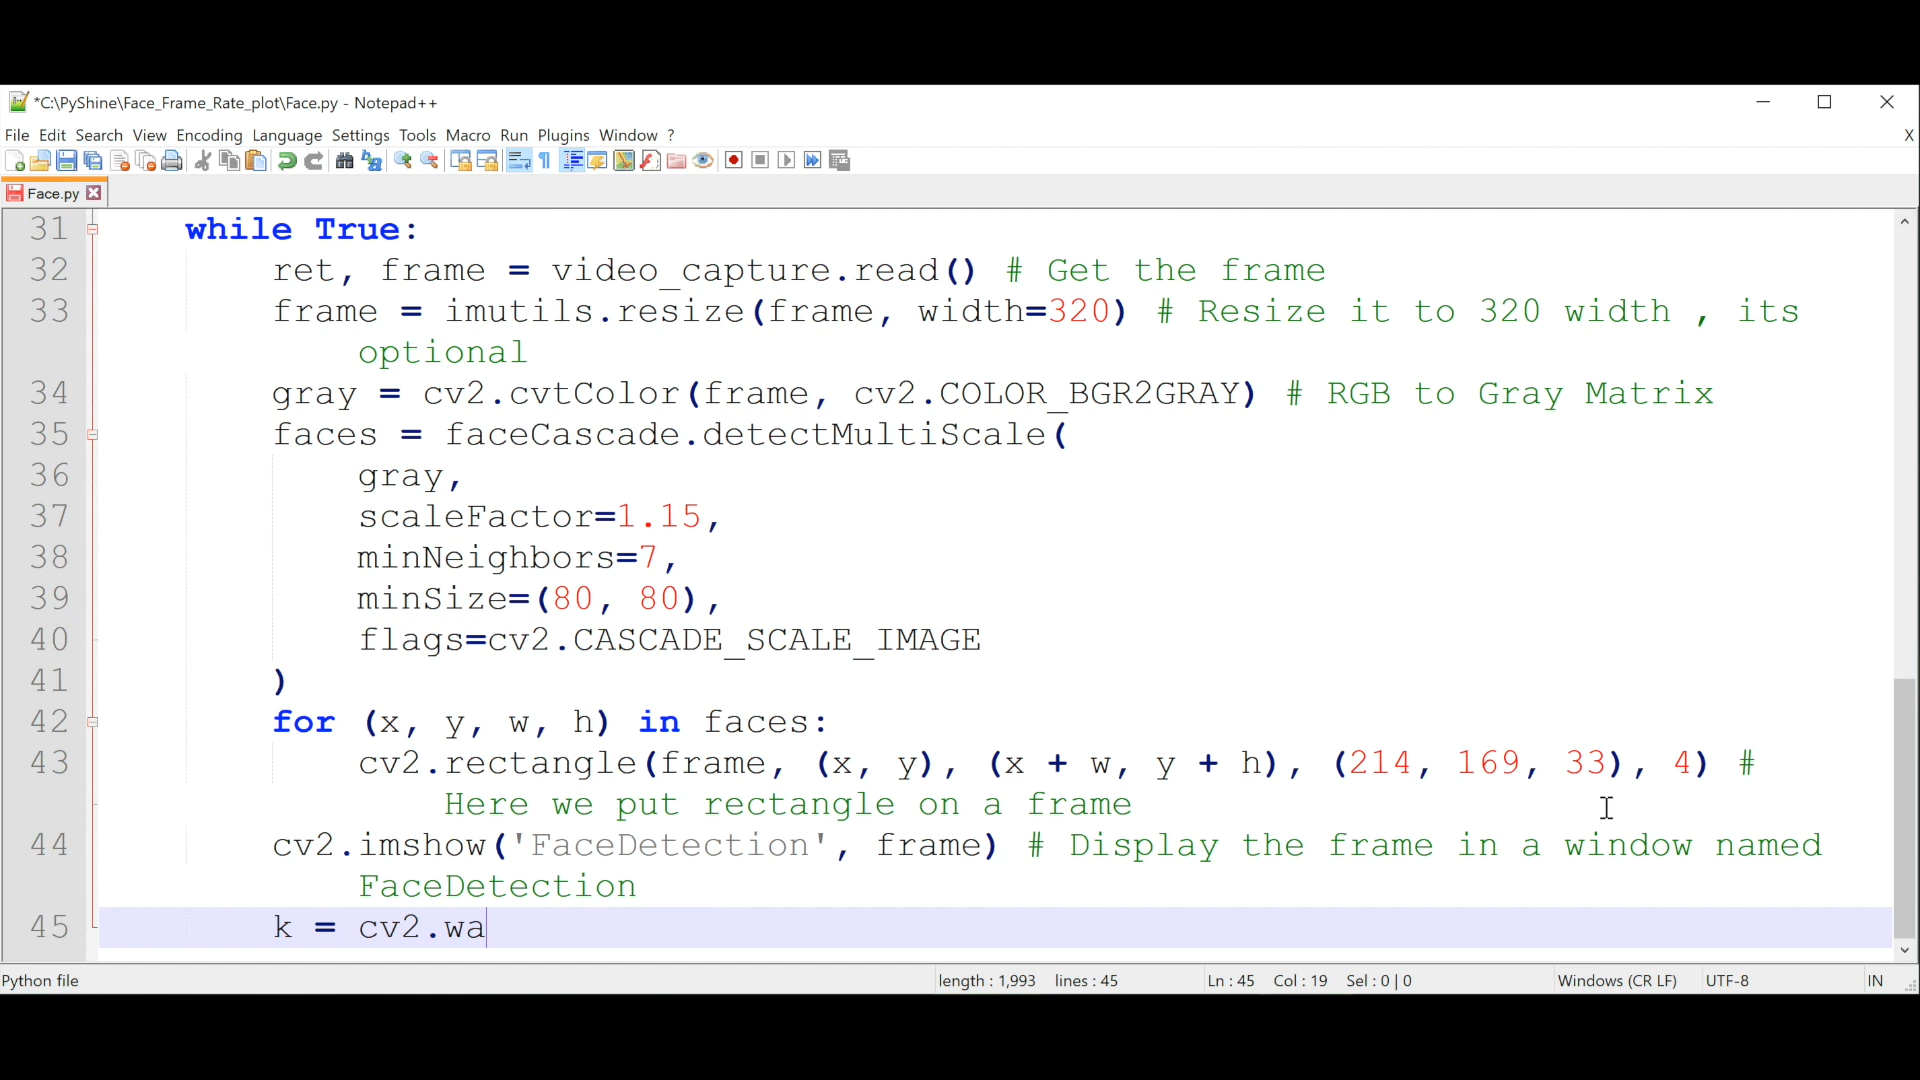 *C:\PyShine\Face_Frame_Rate_plot\Face.py - Notepad++
File Edit Search View Encoding Language Settings Tools Macro Run Plugins Window ? X
Face.py
31 while True:
32 ret, frame = video_capture.read() # Get the frame
33 frame = imutils.resize(frame, width=320) # Resize it to 320 width , its
optional
34 gray = cv2.cvtColor(frame, cv2.COLOR_BGR2GRAY) # RGB to Gray Matrix
35 faces = faceCascade.detectMultiScale(
36 gray,
37 scaleFactor=1.15,
38 minNeighbors=7,
39 minSize=(80, 80),
40 flags=cv2.CASCADE_SCALE_IMAGE
41 )
42 for (x, y, w, h) in faces:
43 cv2.rectangle(frame, (x, y), (x + w, y + h), (214, 169, 33), 4) #
Here we put rectangle on a frame
44 cv2.imshow('FaceDetection', frame) # Display the frame in a window named
FaceDetection
45 k = cv2.wa
Python file length : 1,993 lines : 45 Ln : 45 Col : 19 Sel : 0 | 0 Windows (CR LF) UTF-8 IN